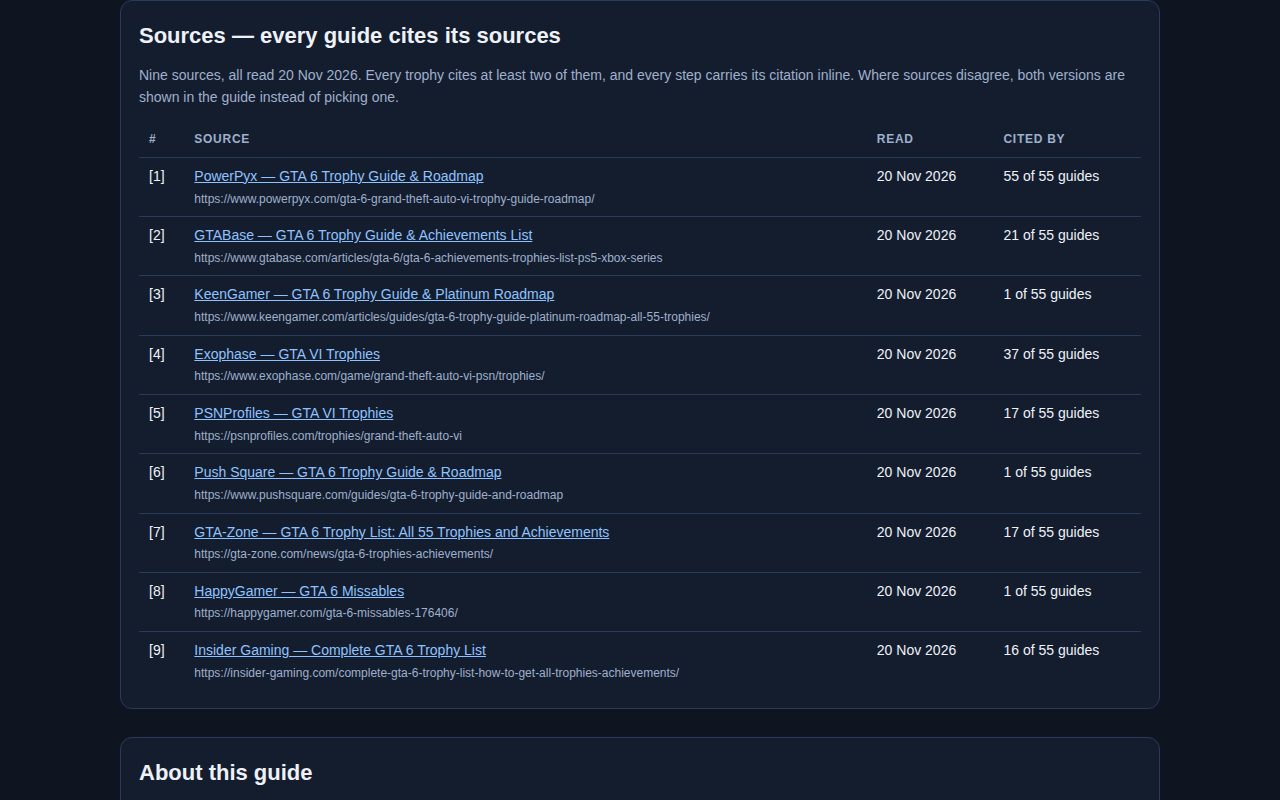 Sources — every guide cites its sources
Nine sources, all read 20 Nov 2026. Every trophy cites at least two of them, and every step carries its citation inline. Where sources disagree, both versions are
shown in the guide instead of picking one.
# SOURCE READ CITED BY
[1] PowerPyx — GTA 6 Trophy Guide & Roadmap 20 Nov 2026 55 of 55 guides
https://www.powerpyx.com/gta-6-grand-theft-auto-vi-trophy-guide-roadmap/
[2] GTABase — GTA 6 Trophy Guide & Achievements List 20 Nov 2026 21 of 55 guides
https://www.gtabase.com/articles/gta-6/gta-6-achievements-trophies-list-ps5-xbox-series
[3] KeenGamer — GTA 6 Trophy Guide & Platinum Roadmap 20 Nov 2026 1 of 55 guides
https://www.keengamer.com/articles/guides/gta-6-trophy-guide-platinum-roadmap-all-55-trophies/
[4] Exophase — GTA VI Trophies 20 Nov 2026 37 of 55 guides
https://www.exophase.com/game/grand-theft-auto-vi-psn/trophies/
[5] PSNProfiles — GTA VI Trophies 20 Nov 2026 17 of 55 guides
https://psnprofiles.com/trophies/grand-theft-auto-vi
[6] Push Square — GTA 6 Trophy Guide & Roadmap 20 Nov 2026 1 of 55 guides
https://www.pushsquare.com/guides/gta-6-trophy-guide-and-roadmap
[7] GTA-Zone — GTA 6 Trophy List: All 55 Trophies and Achievements 20 Nov 2026 17 of 55 guides
https://gta-zone.com/news/gta-6-trophies-achievements/
[8] HappyGamer — GTA 6 Missables 20 Nov 2026 1 of 55 guides
https://happygamer.com/gta-6-missables-176406/
[9] Insider Gaming — Complete GTA 6 Trophy List 20 Nov 2026 16 of 55 guides
https://insider-gaming.com/complete-gta-6-trophy-list-how-to-get-all-trophies-achievements/
About this guide